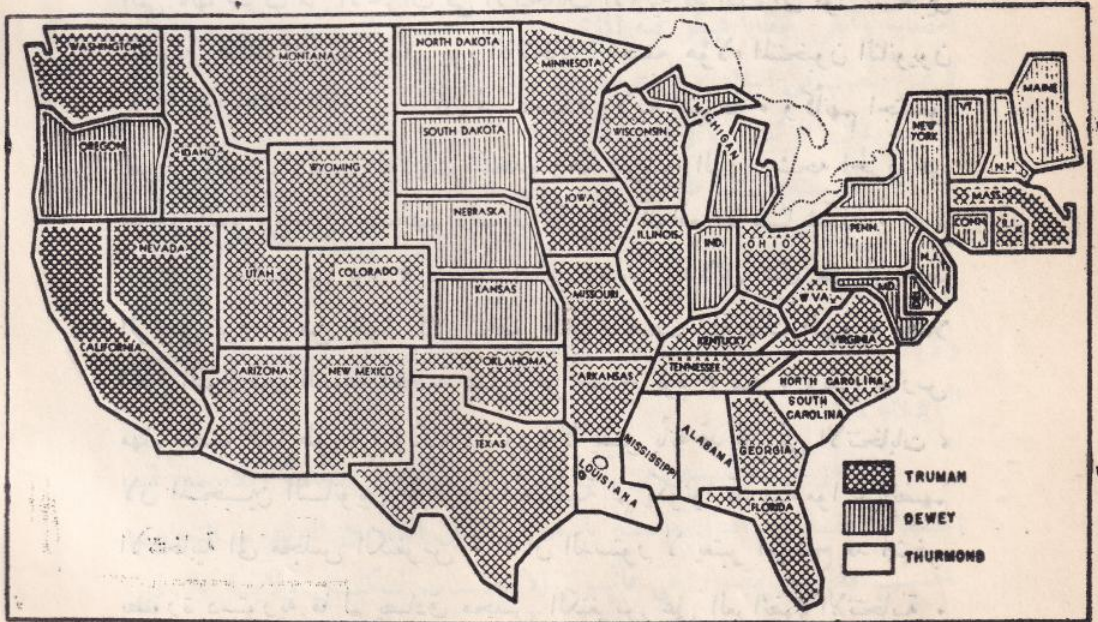 WASHINGTON
MONTANA
NORTH DAKOTA
MINNESOTA
MAINE
VT.
N.H.
NEW YORK
MICHIGAN
WISCONSIN
OREGON
IDAHO
SOUTH DAKOTA
WYOMING
MASS.
CONN.
R.I.
NEBRASKA
IOWA
ILLINOIS
IND.
OHIO
PENN.
N.J.
MD.
NEVADA
UTAH
COLORADO
KANSAS
MISSOURI
W VA.
KENTUCKY
VIRGINIA
CALIFORNIA
ARIZONA
NEW MEXICO
OKLAHOMA
ARKANSAS
TENNESSEE
NORTH CAROLINA
SOUTH CAROLINA
TEXAS
LOUISIANA
MISSISSIPPI
ALABAMA
GEORGIA
FLORIDA
TRUMAN
DEWEY
THURMOND